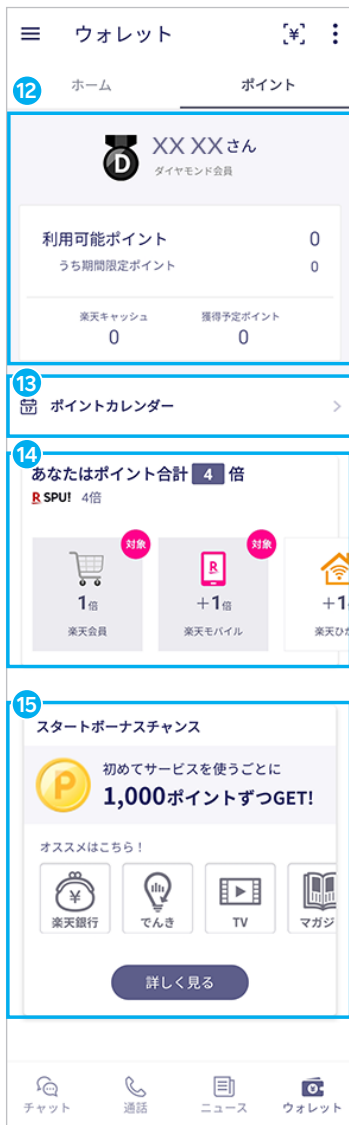 ウォレット
ホーム ポイント
12
D
XX XXさん
ダイヤモンド会員
利用可能ポイント 0
うち期間限定ポイント 0
楽天キャッシュ 獲得予定ポイント
0 0
13
17 ポイントカレンダー
14
あなたはポイント合計 4 倍
R SPU! 4倍
対象 対象
R
1倍 +1倍 +1
楽天会員 楽天モバイル 楽天ひか
15
スタートボーナスチャンス
P
初めてサービスを使うごとに
1,000ポイントずつGET!
オススメはこちら！
楽天銀行 でんき TV マガジ
詳しく見る
チャット 通話 ニュース ウォレット